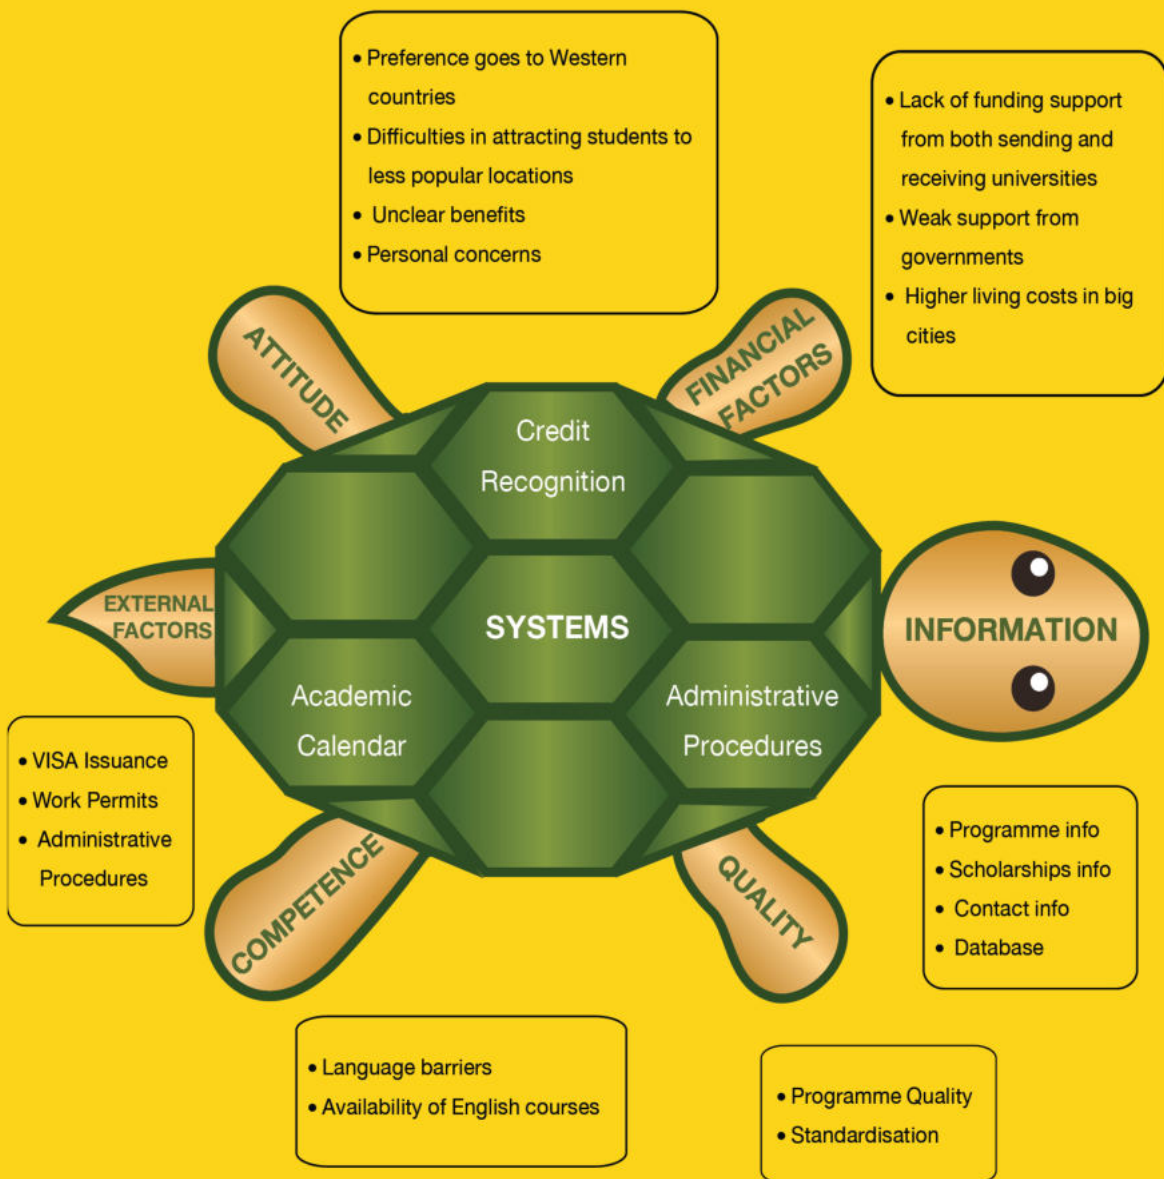 • Preference goes to Western
countries
• Difficulties in attracting students to
less popular locations
• Unclear benefits
• Personal concerns
• Lack of funding support
from both sending and
receiving universities
• Weak support from
governments
• Higher living costs in big
cities
ATTITUDE
FINANCIAL
FACTORS
Credit
Recognition
EXTERNAL
FACTORS
SYSTEMS
INFORMATION
Academic
Calendar
Administrative
Procedures
• VISA Issuance
• Work Permits
• Administrative
Procedures
COMPETENCE
QUALITY
• Programme info
• Scholarships info
• Contact info
• Database
• Language barriers
• Availability of English courses
• Programme Quality
• Standardisation